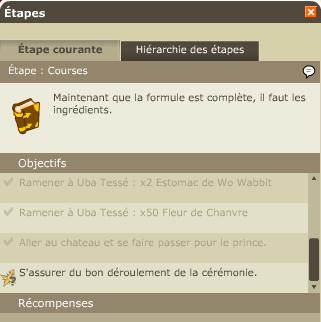 Étapes
Étape courante
Hiérarchie des étapes
Étape : Courses
Maintenant que la formule est complète, il faut les
ingrédients.
Objectifs
Ramener à Uba Tessé : x2 Estomac de Wo Wabbit
Ramener à Uba Tessé : x50 Fleur de Chanvre
Aller au chateau et se faire passer pour le prince.
S'assurer du bon déroulement de la cérémonie.
Récompenses